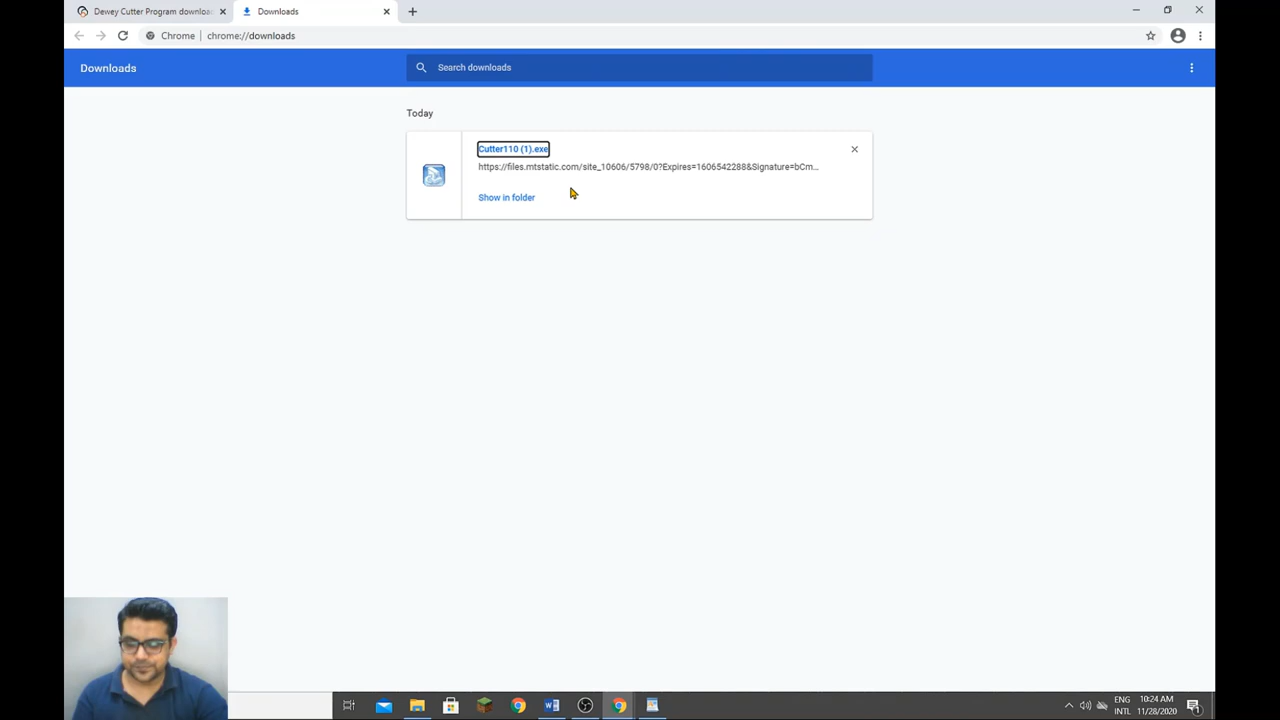 Dewey Cutter Program downloa
Downloads
Chrome | chrome://downloads
Downloads
Search downloads
Today
Cutter110 (1).exe
https://files.mtstatic.com/site_10606/5798/0?Expires=1606542288&Signature=bCm...
Show in folder
ENG
INTL
10:24 AM
11/28/2020
1